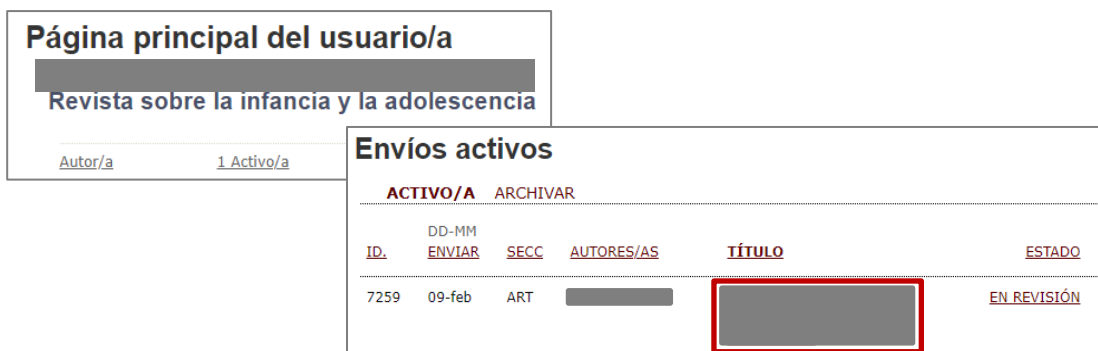 Página principal del usuario/a
Revista sobre la infancia y la adolescencia
Autor/a 1 Activo/a
Envíos activos
ACTIVO/A ARCHIVAR
DD-MM
ID. ENVIAR SECC AUTORES/AS TÍTULO ESTADO
7259 09-feb ART EN REVISIÓN